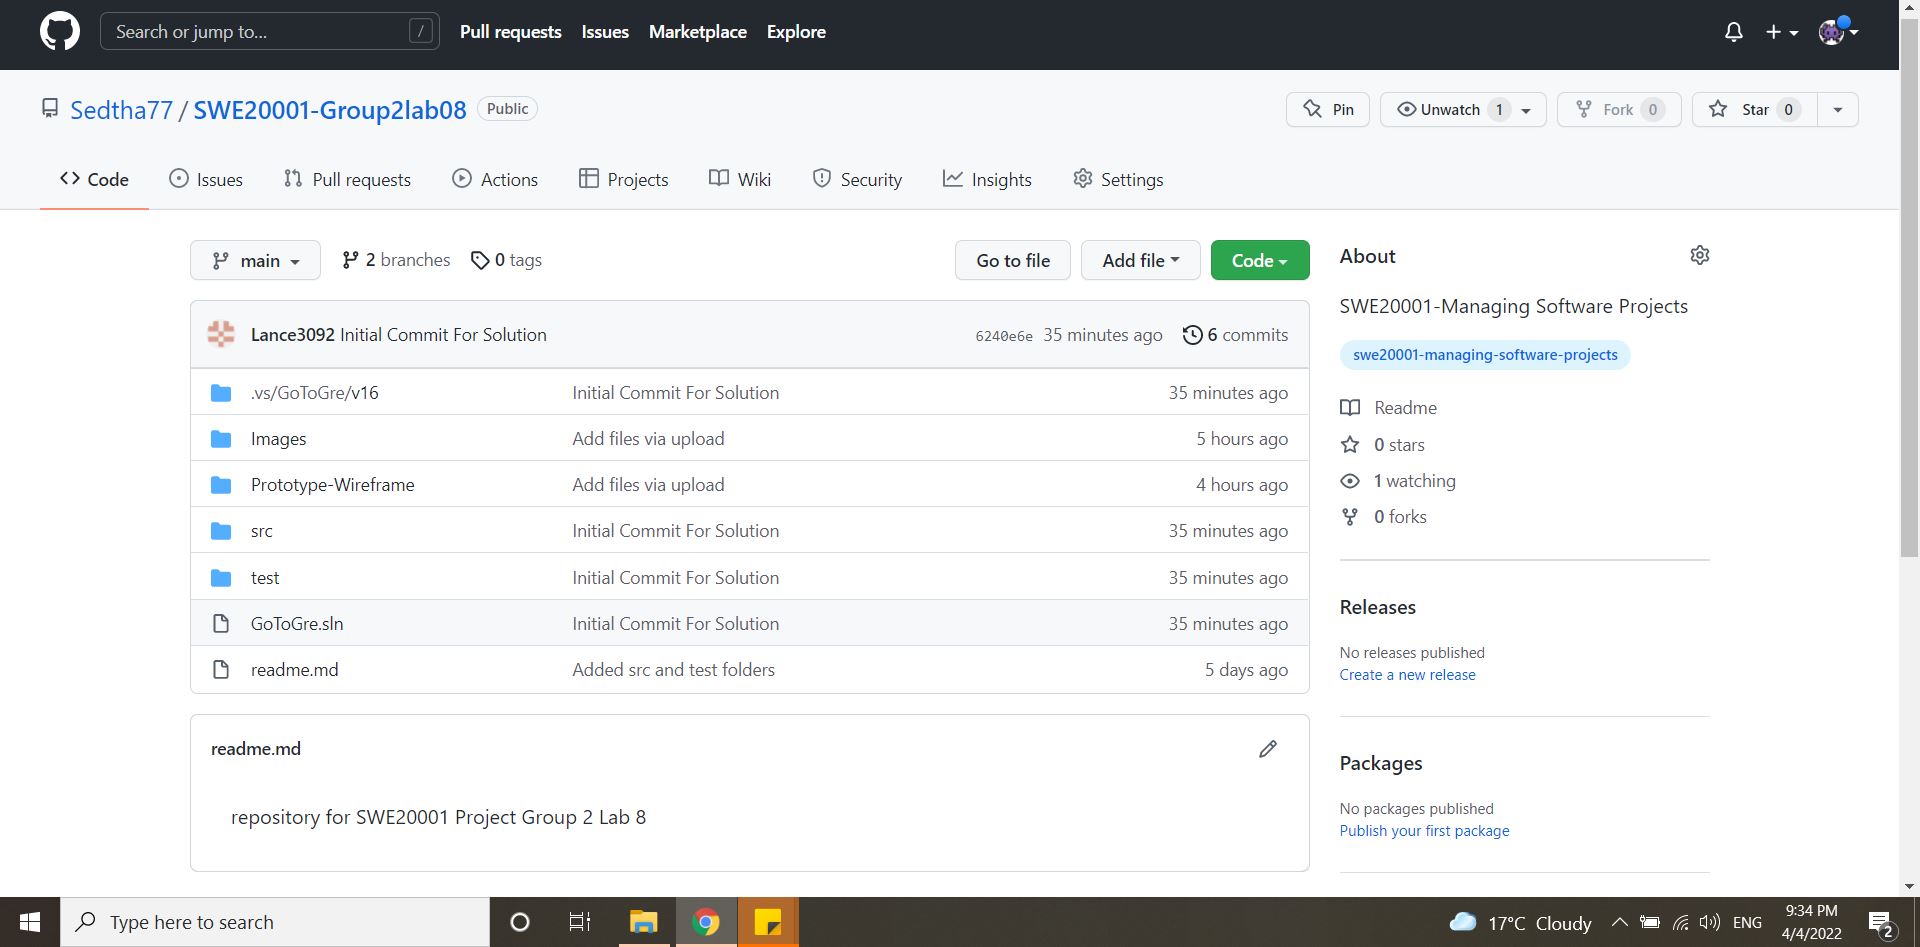 Search or jump to... /
Pull requests Issues Marketplace Explore
Sedtha77 / SWE20001-Group2lab08 Public
Pin Unwatch 1 Fork 0 Star 0
Code Issues Pull requests Actions Projects Wiki Security Insights Settings
main 2 branches 0 tags Go to file Add file Code
Lance3092 Initial Commit For Solution 6240e6e 35 minutes ago 6 commits
.vs/GoToGre/v16 Initial Commit For Solution 35 minutes ago
Images Add files via upload 5 hours ago
Prototype-Wireframe Add files via upload 4 hours ago
src Initial Commit For Solution 35 minutes ago
test Initial Commit For Solution 35 minutes ago
GoToGre.sln Initial Commit For Solution 35 minutes ago
readme.md Added src and test folders 5 days ago
readme.md
repository for SWE20001 Project Group 2 Lab 8
About
SWE20001-Managing Software Projects
swe20001-managing-software-projects
Readme
0 stars
1 watching
0 forks
Releases
No releases published
Create a new release
Packages
No packages published
Publish your first package
Type here to search
17°C Cloudy
ENG
9:34 PM
4/4/2022
2